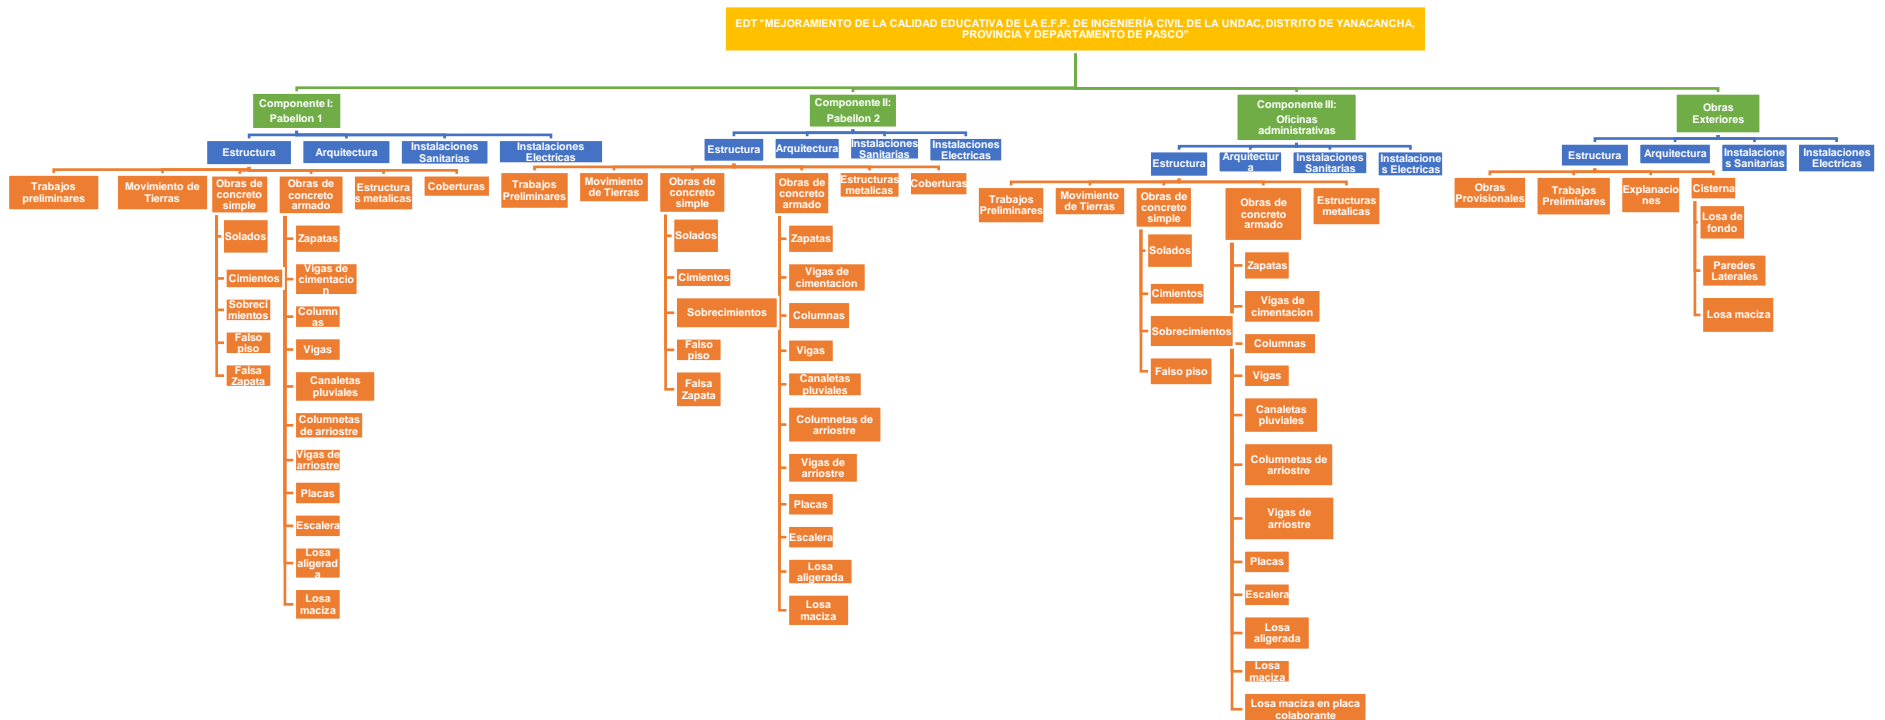 EDT "MEJORAMIENTO DE LA CALIDAD EDUCATIVA DE LA E.F.P. DE INGENIERÍA CIVIL DE LA UNDAC, DISTRITO DE YANACANCHA,
PROVINCIA Y DEPARTAMENTO DE PASCO"
Componente I:
Pabellon 1
Estructura
Arquitectura
Instalaciones
Sanitarias
Instalaciones
Electricas
Trabajos
preliminares
Movimiento de
Tierras
Obras de
concreto
simple
Solados
Cimientos
Sobreci
mientos
Falso
piso
Falsa
Zapata
Obras de
concreto
armado
Zapatas
Vigas de
cimentacio
n
Column
as
Vigas
Canaletas
pluviales
Columnetas
de arriostre
Vigas de
arriostre
Placas
Escalera
Losa
aligerad
a
Losa
maciza
Estructura
s metalicas
Coberturas
Componente II:
Pabellon 2
Estructura
Arquitectura
Instalaciones
Sanitarias
Instalaciones
Electricas
Trabajos
Preliminares
Movimiento
de Tierras
Obras de
concreto
simple
Solados
Cimientos
Sobrecimientos
Falso
piso
Falsa
Zapata
Obras de
concreto
armado
Zapatas
Vigas de
cimentacion
Columnas
Vigas
Canaletas
pluviales
Columnetas de
arriostre
Vigas de
arriostre
Placas
Escalera
Losa
aligerada
Losa
maciza
Estructuras
metalicas
Coberturas
Componente III:
Oficinas
administrativas
Estructura
Arquitectur
a
Instalaciones
Sanitarias
Instalacione
s Electricas
Trabajos
Preliminares
Movimiento
de Tierras
Obras de
concreto
simple
Solados
Cimientos
Sobrecimientos
Falso piso
Obras de
concreto
armado
Zapatas
Vigas de
cimentacion
Columnas
Vigas
Canaletas
pluviales
Columnetas de
arriostre
Vigas de
arriostre
Placas
Escalera
Losa
aligerada
Losa
maciza
Losa maciza en placa
colaborante
Estructuras
metalicas
Obras
Exteriores
Estructura
Arquitectura
Instalacione
s Sanitarias
Instalaciones
Electricas
Obras
Provisionales
Trabajos
Preliminares
Explanacio
nes
Cisterna
Losa de
fondo
Paredes
Laterales
Losa maciza